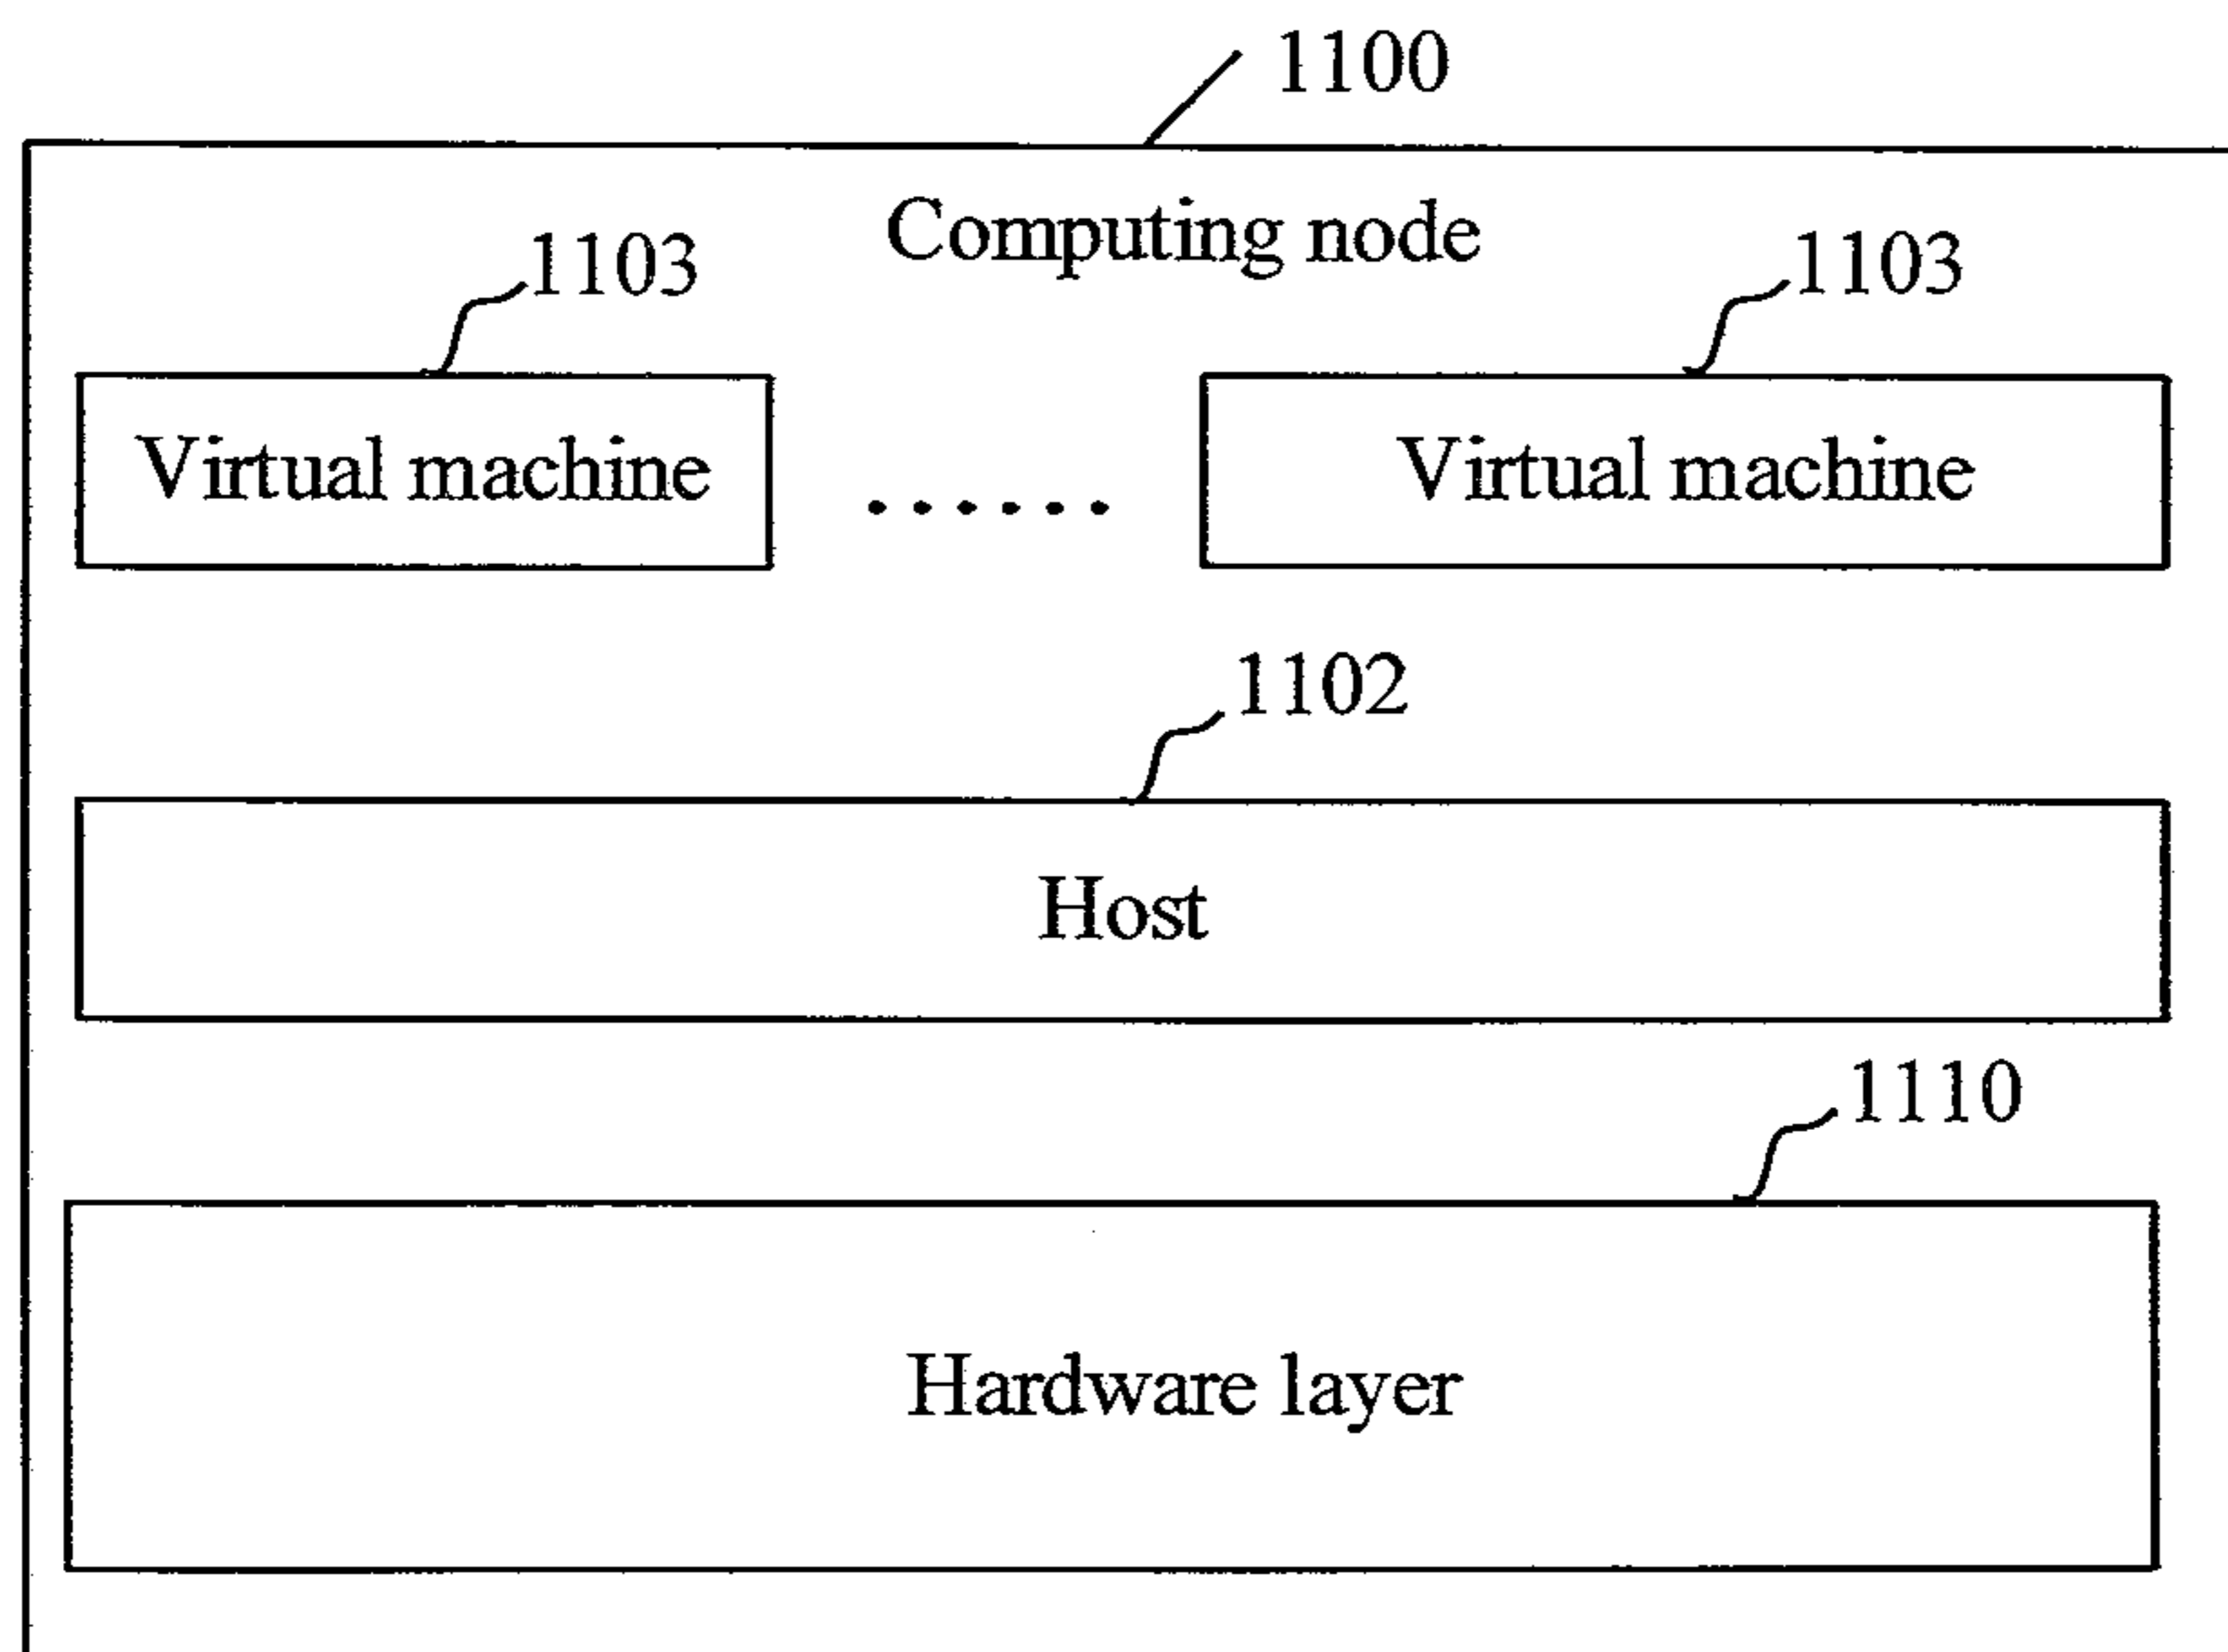 1100
Computing node
1103
1103
Virtual machine
......
Virtual machine
1102
Host
1110
Hardware layer